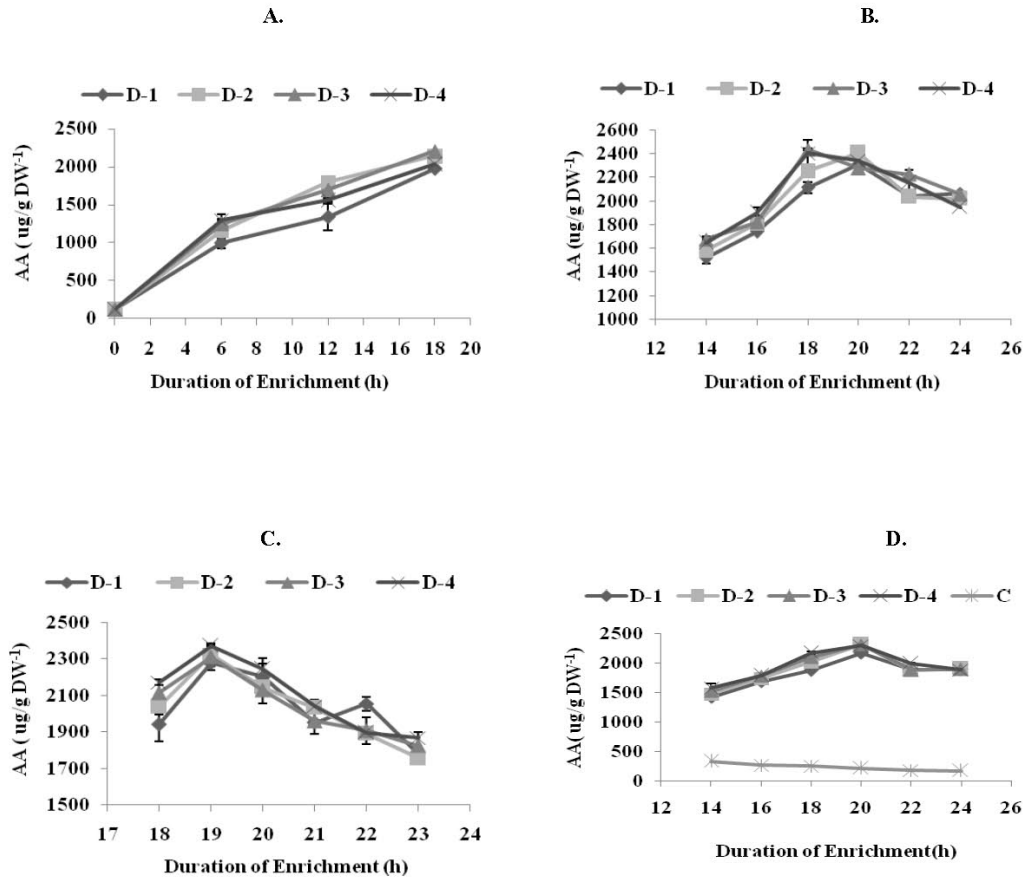 A.
D-1 D-2 D-3 D-4
AA ( ug/g DW-1)
2500
2000
1500
1000
500
0
0 2 4 6 8 10 12 14 16 18 20
Duration of Enrichment (h)
B.
D-1 D-2 D-3 D-4
AA (ug/g DW-1)
2600
2400
2200
2000
1800
1600
1400
1200
1000
12 14 16 18 20 22 24 26
Duration of Enrichment (h)
C.
D-1 D-2 D-3 D-4
AA ( ug/g DW-1)
2500
2300
2100
1900
1700
1500
17 18 19 20 21 22 23 24
Duration of Enrichment (h)
D.
D-1 D-2 D-3 D-4 C
AA(ug/g DW-1)
2500
2000
1500
1000
500
0
12 14 16 18 20 22 24 26
Duration of Enrichment(h)